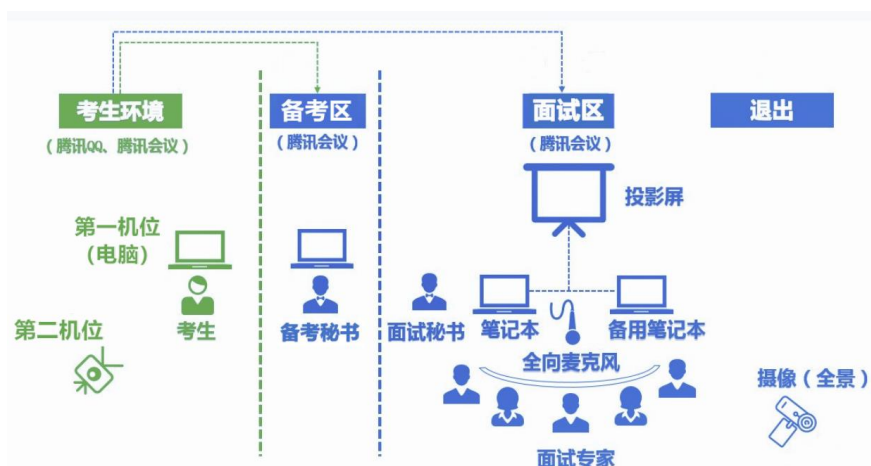 考生环境
备考区
面试区
退出
（腾讯QQ、腾讯会议）
（腾讯会议）
（腾讯会议）
投影屏
第一机位
（电脑）
第二机位
考生
备考秘书
面试秘书
笔记本
备用笔记本
全向麦克风
摄像（全景）
面试专家